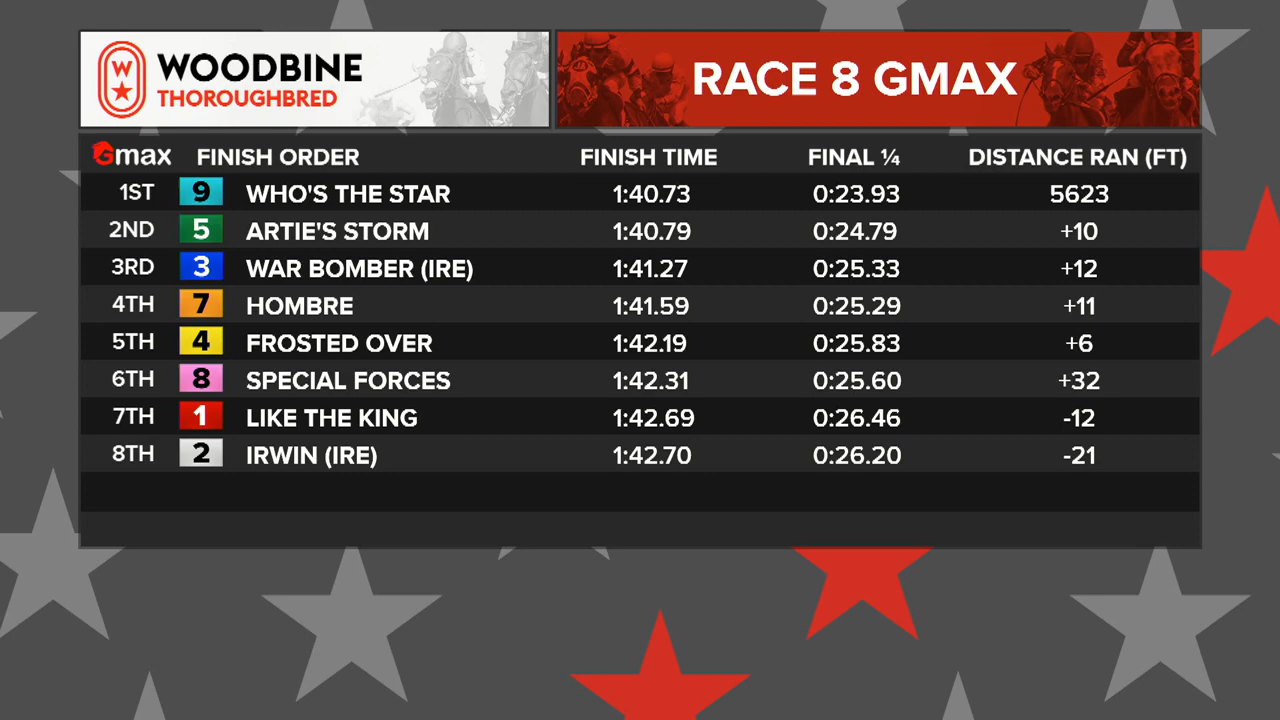 WOODBINE
THOROUGHBRED
W
RACE 8 GMAX
Gmax FINISH ORDER FINISH TIME FINAL ¼ DISTANCE RAN (FT)
1ST 9 WHO'S THE STAR 1:40.73 0:23.93 5623
2ND 5 ARTIE'S STORM 1:40.79 0:24.79 +10
3RD 3 WAR BOMBER (IRE) 1:41.27 0:25.33 +12
4TH 7 HOMBRE 1:41.59 0:25.29 +11
5TH 4 FROSTED OVER 1:42.19 0:25.83 +6
6TH 8 SPECIAL FORCES 1:42.31 0:25.60 +32
7TH 1 LIKE THE KING 1:42.69 0:26.46 -12
8TH 2 IRWIN (IRE) 1:42.70 0:26.20 -21